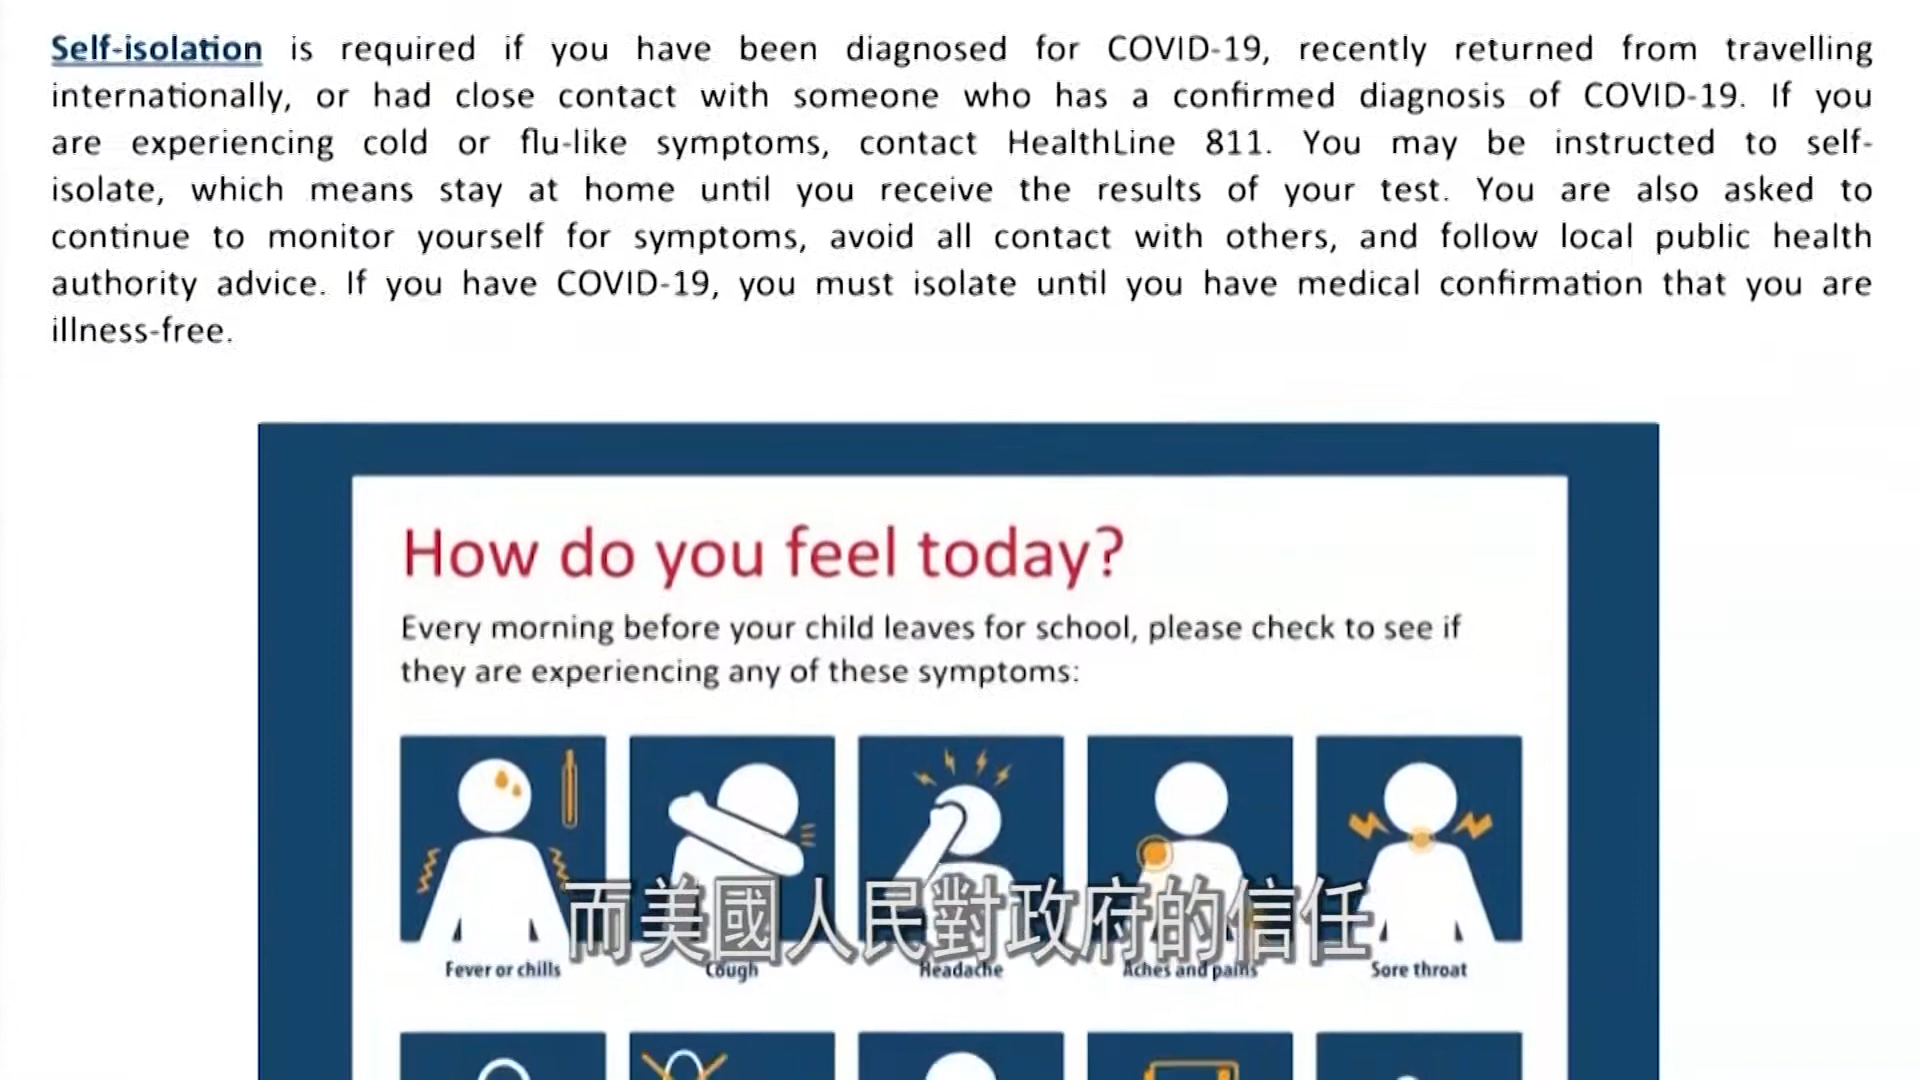 Self-isolation is required if you have been diagnosed for COVID-19, recently returned from travelling
internationally, or had close contact with someone who has a confirmed diagnosis of COVID-19. If you
are experiencing cold or flu-like symptoms, contact HealthLine 811. You may be instructed to self-
isolate, which means stay at home until you receive the results of your test. You are also asked to
continue to monitor yourself for symptoms, avoid all contact with others, and follow local public health
authority advice. If you have COVID-19, you must isolate until you have medical confirmation that you are
illness-free.
How do you feel today?
Every morning before your child leaves for school, please check to see if
they are experiencing any of these symptoms:
而美國人民對政府的信任
Fever or chills
Cough
Headache
Aches and pains
Sore throat